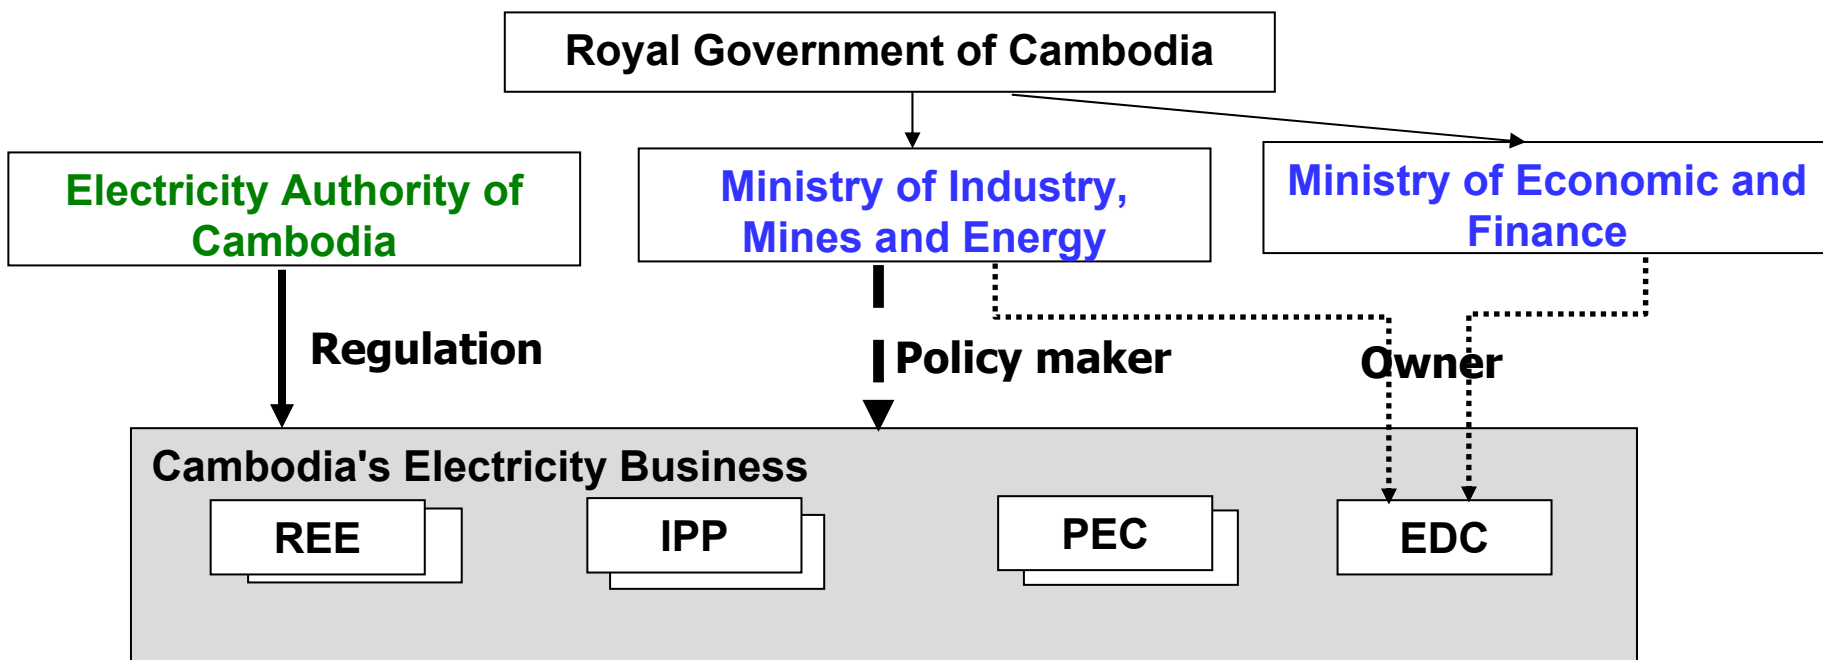 Royal Government of Cambodia
Electricity Authority of
Cambodia
Ministry of Industry,
Mines and Energy
Ministry of Economic and
Finance
Regulation
Policy maker
Owner
Cambodia's Electricity Business
REE
IPP
PEC
EDC